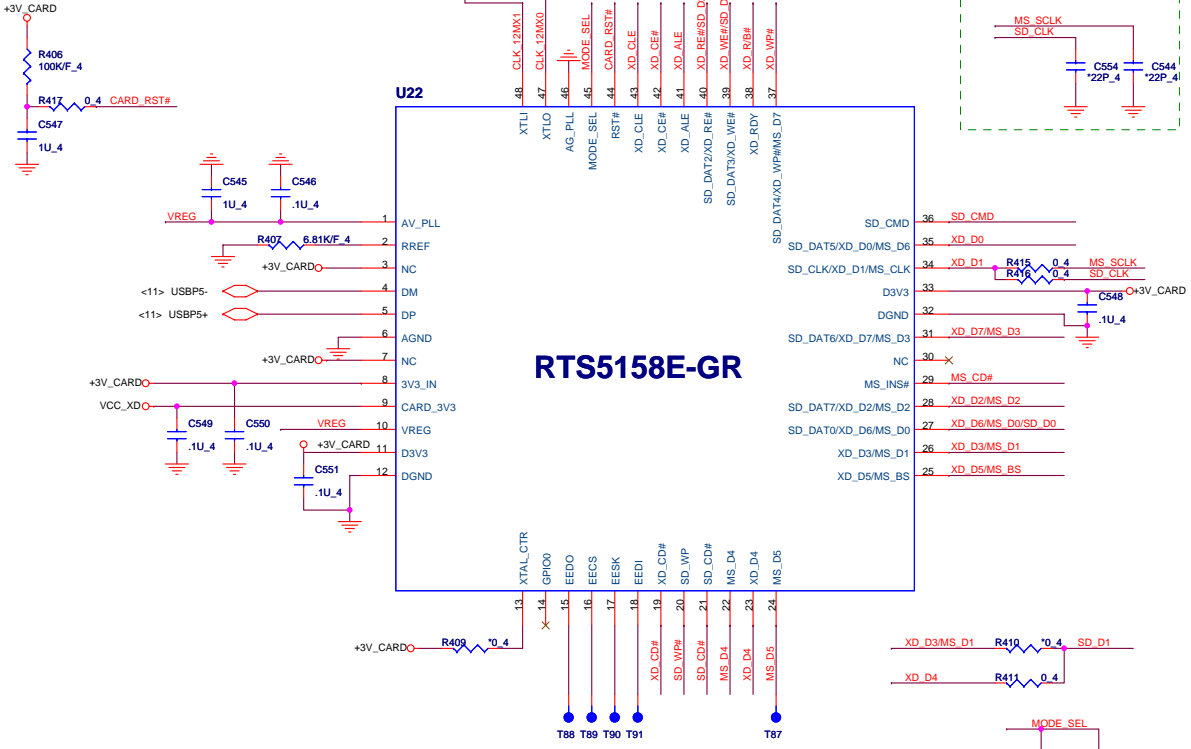 +3V_CARD
R406
100K/F_4
R417 0_4 CARD_RST#
C547
1U_4
CLK_12MX1
CLK_12MX0
MODE_SEL
CARD_RST#
XD_CLE
XD_CE#
XD_ALE
XD_RE#/SD_D
XD_WE#/SD_D
XD_R/B#
XD_WP#
48
47
46
45
44
43
42
41
40
39
38
37
MS_SCLK
SD_CLK
C554
*22P_4
C544
*22P_4
U22
XTLI
XTLO
AG_PLL
MODE_SEL
RST#
XD_CLE
XD_CE#
XD_ALE
SD_DAT2/XD_RE#
SD_DAT3/XD_WE#
XD_RDY
SD_DAT4/XD_WP#/MS_D7
C545
1U_4
C546
.1U_4
VREG 1 AV_PLL
R407 6.81K/F_4 2 RREF
+3V_CARD 3 NC
<11> USBP5- 4 DM
<11> USBP5+ 5 DP
6 AGND
+3V_CARD 7 NC
+3V_CARD 8 3V3_IN
VCC_XD 9 CARD_3V3
C549
.1U_4
C550
.1U_4
VREG 10 VREG
+3V_CARD 11 D3V3
C551
.1U_4
12 DGND
RTS5158E-GR
SD_CMD 36 SD_CMD
SD_DAT5/XD_D0/MS_D6 35 XD_D0
SD_CLK/XD_D1/MS_CLK 34 XD_D1
R415 0_4 MS_SCLK
R416 0_4 SD_CLK
D3V3 33 +3V_CARD
C548
.1U_4
DGND 32
SD_DAT6/XD_D7/MS_D3 31 XD_D7/MS_D3
NC 30
MS_INS# 29 MS_CD#
SD_DAT7/XD_D2/MS_D2 28 XD_D2/MS_D2
SD_DAT0/XD_D6/MS_D0 27 XD_D6/MS_D0/SD_D0
XD_D3/MS_D1 26 XD_D3/MS_D1
XD_D5/MS_BS 25 XD_D5/MS_BS
XTAL_CTR
GPIO0
EEDO
EECS
EESK
EEDI
XD_CD#
SD_WP
SD_CD#
MS_D4
XD_D4
MS_D5
13
14
15
16
17
18
19
20
21
22
23
24
+3V_CARD R409 *0_4
XD_CD#
SD_WP#
SD_CD#
MS_D4
XD_D4
MS_D5
T88 T89 T90 T91 T87
XD_D3/MS_D1 R410 *0_4 SD_D1
XD_D4 R411 0_4
MODE_SEL